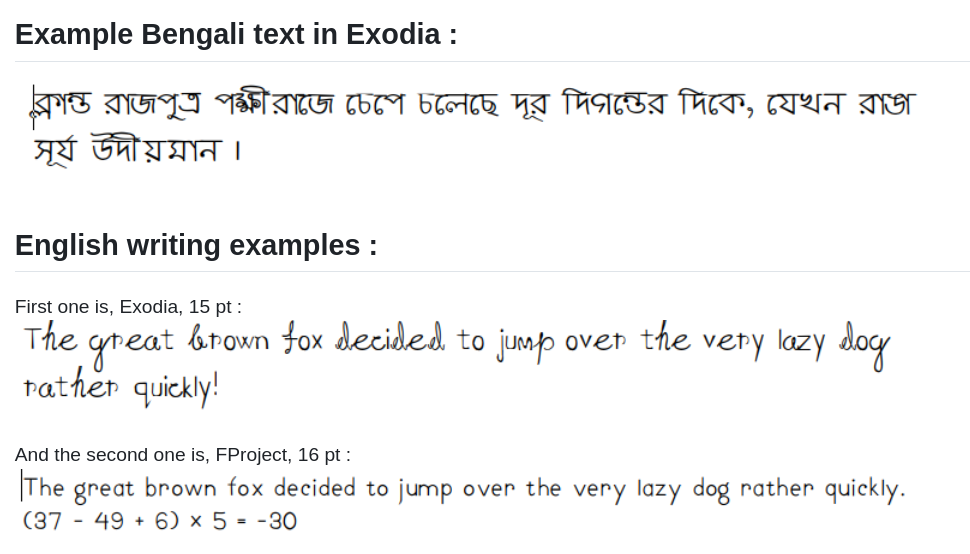 Example Bengali text in Exodia :
ক্লান্ত রাজপুত্র পক্ষীরাজে চেপে চলেছে দূর দিগন্তের দিকে, যেখন রাঙা
সূর্য উদীয়মান ।
English writing examples :
First one is, Exodia, 15 pt :
The great brown fox decided to jump over the very lazy dog
rather quickly!
And the second one is, FProject, 16 pt :
The great brown fox decided to jump over the very lazy dog rather quickly.
(37 - 49 + 6) × 5 = -30